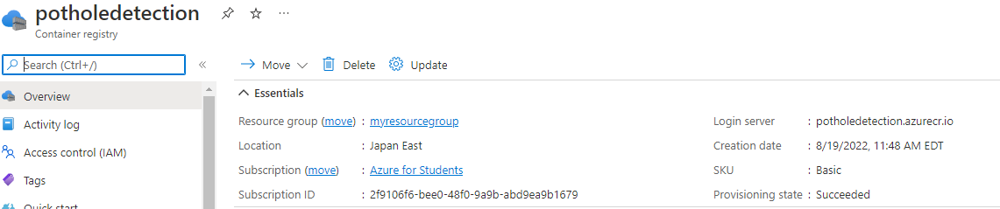 potholedetection
Container registry
Search (Ctrl+/)
Overview
Activity log
Access control (IAM)
Tags
Quick start
Move Delete Update
Essentials
Resource group (move) : myresourcegroup
Location : Japan East
Subscription (move) : Azure for Students
Subscription ID : 2f9106f6-bee0-48f0-9a9b-abd9ea9b1679
Login server : potholedetection.azurecr.io
Creation date : 8/19/2022, 11:48 AM EDT
SKU : Basic
Provisioning state : Succeeded